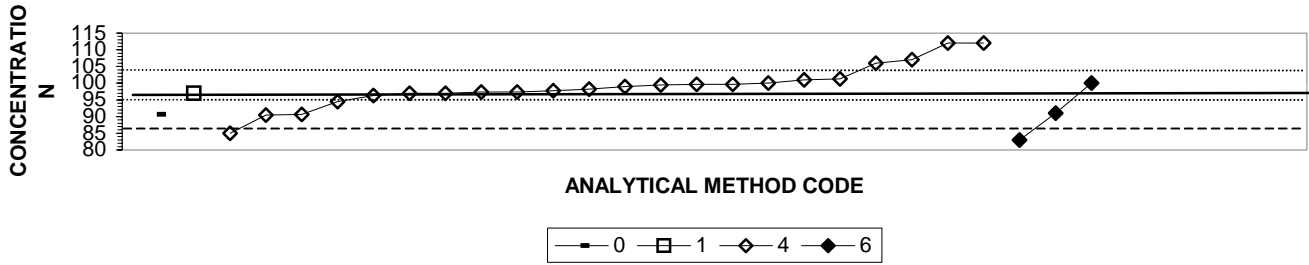 CONCENTRATIO
N
115
110
105
100
95
90
85
80
ANALYTICAL METHOD CODE
0 1 4 6